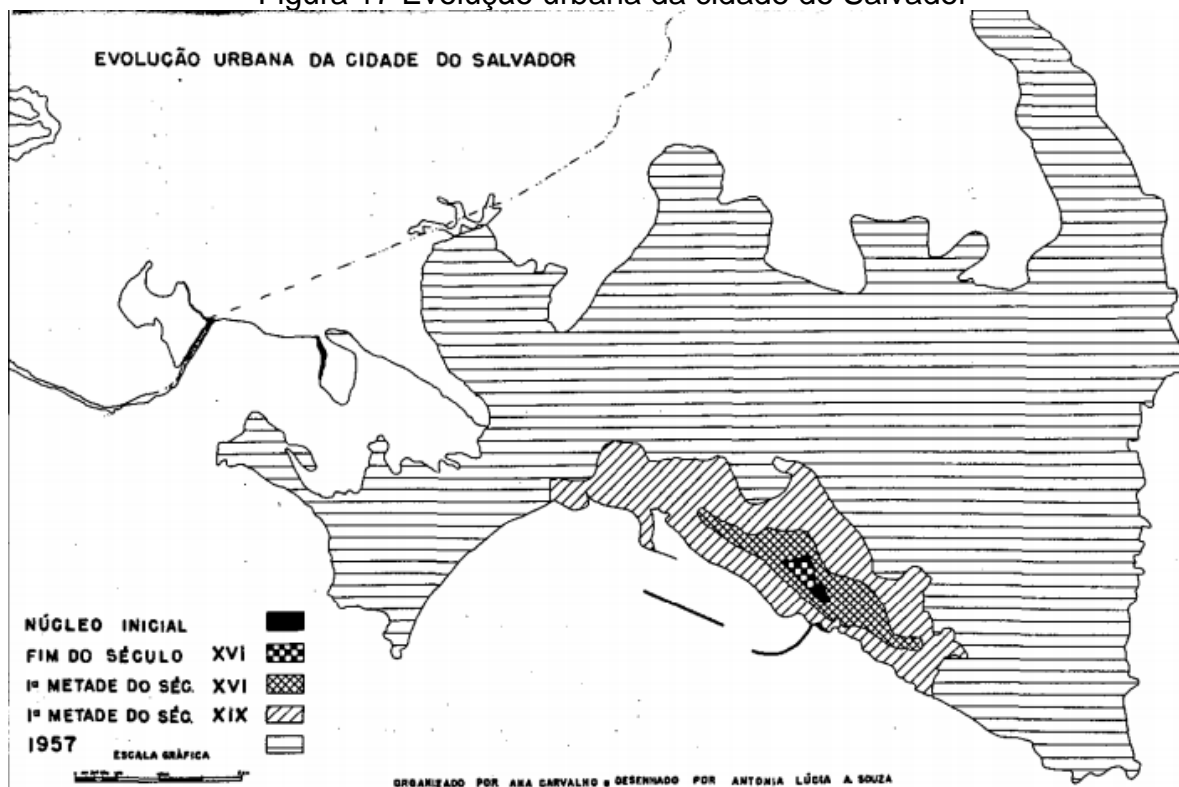 Figura 17 Evolução urbana da cidade do Salvador
EVOLUÇÃO URBANA DA CIDADE DO SALVADOR
NÚCLEO INICIAL
FIM DO SÉCULO XVI
1ª METADE DO SÉC. XVI
1ª METADE DO SÉC. XIX
1957
ESCALA GRÁFICA
ORGANIZADO POR ANA CARVALHO e DESENHADO POR ANTONIA LÚCIA A. SOUZA